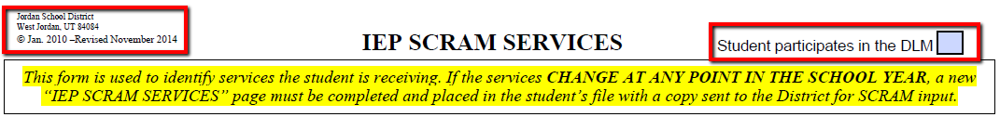 Jordan School District
West Jordan, UT 84084
© Jan. 2010 –Revised November 2014
IEP SCRAM SERVICES
Student participates in the DLM
This form is used to identify services the student is receiving. If the services CHANGE AT ANY POINT IN THE SCHOOL YEAR, a new
“IEP SCRAM SERVICES” page must be completed and placed in the student’s file with a copy sent to the District for SCRAM input.